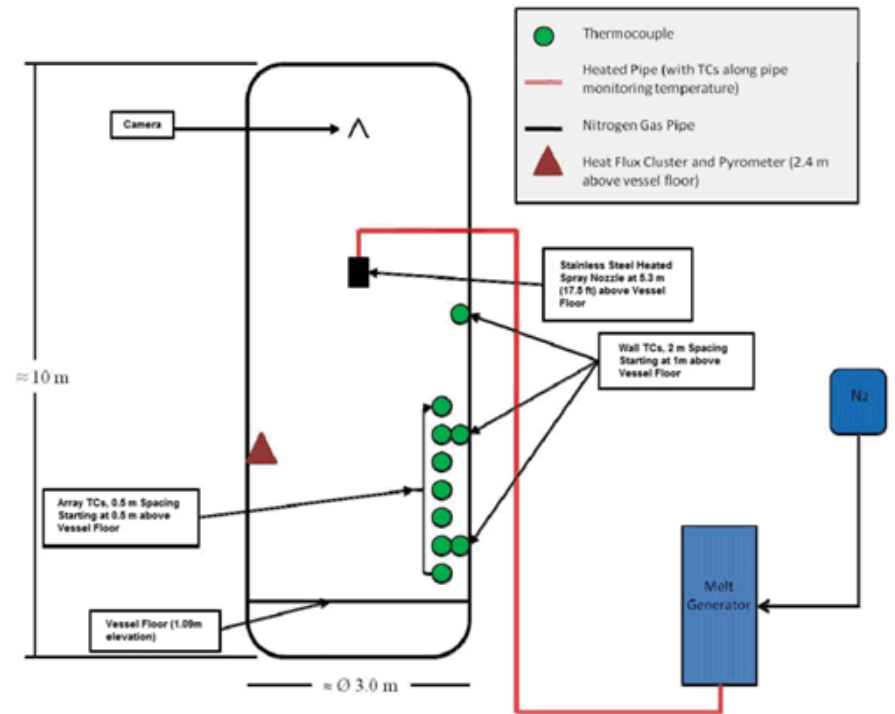 Thermocouple
Heated Pipe (with TCs along pipe
monitoring temperature)
Nitrogen Gas Pipe
Heat Flux Cluster and Pyrometer (2.4 m
above vessel floor)
Camera
Stainless Steel Heated
Spray Nozzle at 5.3 m
(17.5 ft) above Vessel
Floor
Wall TCs, 2 m Spacing
Starting at 1m above
Vessel Floor
≈ 10 m
N2
Array TCs, 0.5 m Spacing
Starting at 0.5 m above
Vessel Floor
Melt
Generator
Vessel Floor (1.09m
elevation)
≈ Ø 3.0 m